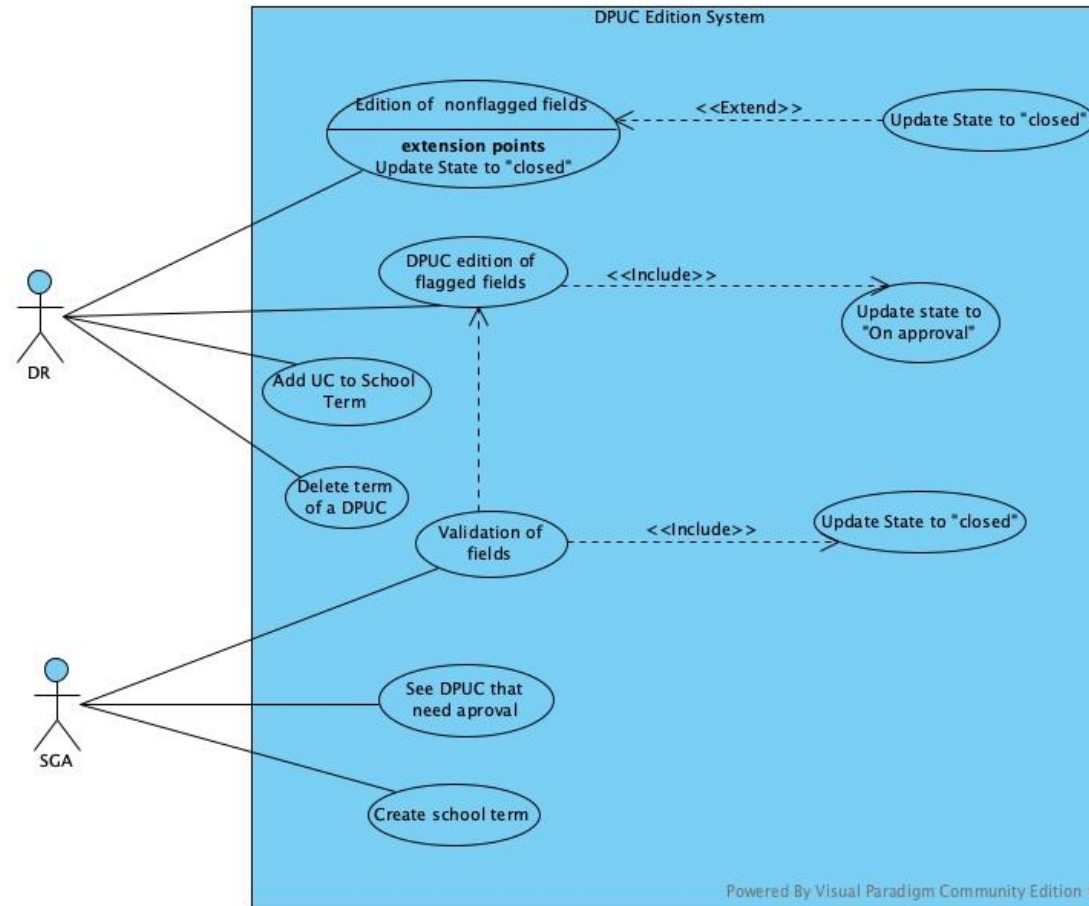 DPUC Edition System
Edition of nonflagged fields
extension points
Update State to "closed"
<<Extend>>
Update State to "closed"
DPUC edition of
flagged fields
<<Include>>
Update state to
"On approval"
DR
Add UC to School
Term
Delete term
of a DPUC
Validation of
fields
<<Include>>
Update State to "closed"
SGA
See DPUC that
need aproval
Create school term
Powered By Visual Paradigm Community Edition